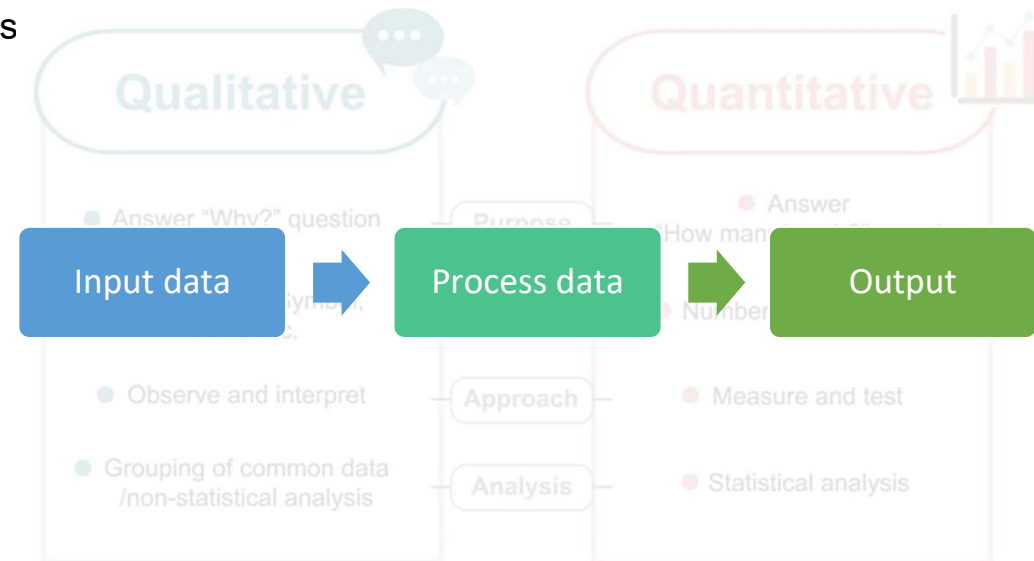 s
Qualitative
Quantitative
Answer "Why?" question
Purpose
Answer
"How man
Input data
Process data
Output
Symbol,
Number
c.
Observe and interpret
Approach
Measure and test
Grouping of common data
/non-statistical analysis
Analysis
Statistical analysis